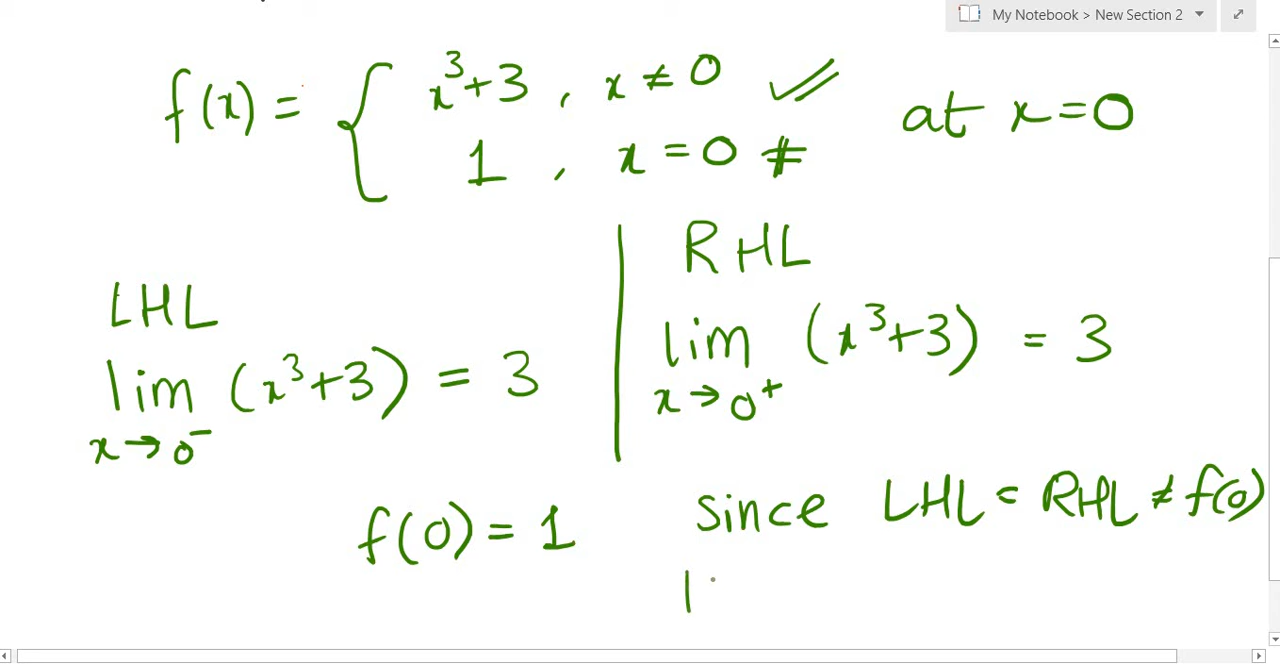 My Notebook > New Section 2
f(x) = { x³+3 , x ≠ 0
1 , x = 0 #
at x=0
LHL
lim (x³+3) = 3
x→0⁻
RHL
lim (x³+3) = 3
x→0⁺
f(0) = 1
since LHL = RHL ≠ f(0)